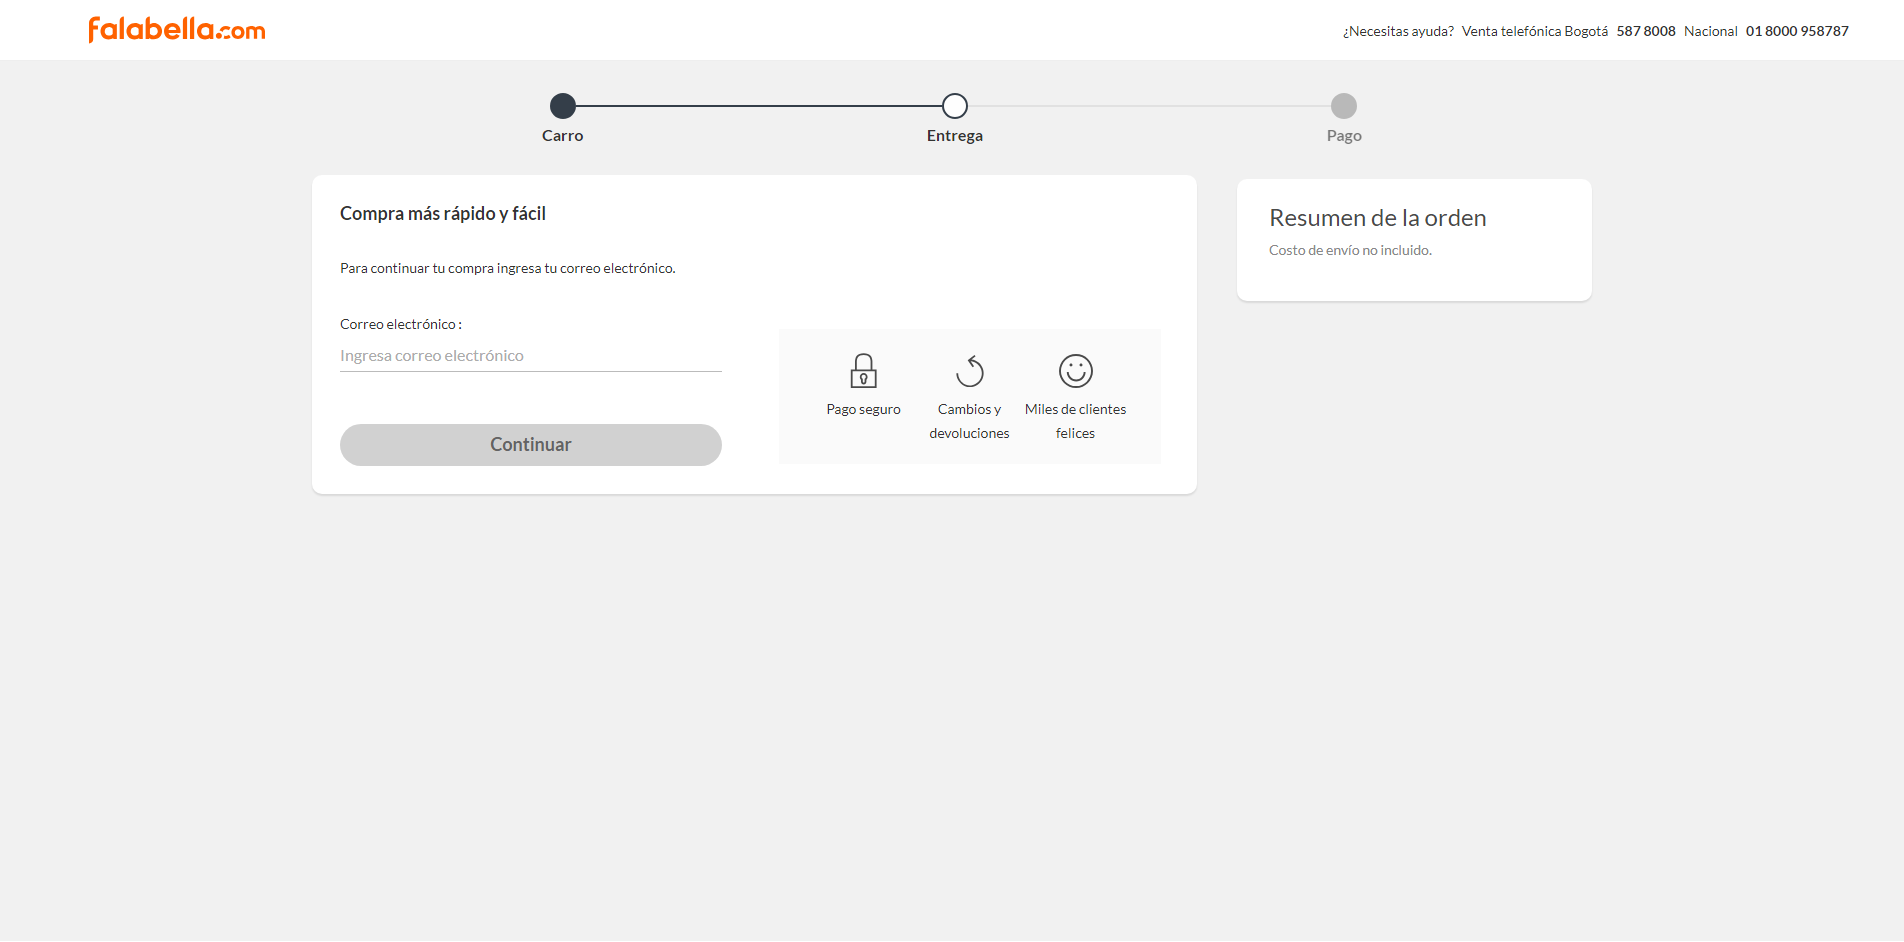 falabella.com
¿Necesitas ayuda? Venta telefónica Bogotá 587 8008 Nacional 01 8000 958787
Carro
Entrega
Pago
Compra más rápido y fácil
Para continuar tu compra ingresa tu correo electrónico.
Correo electrónico :
Ingresa correo electrónico
Continuar
Pago seguro
Cambios y
devoluciones
Miles de clientes
felices
Resumen de la orden
Costo de envío no incluido.